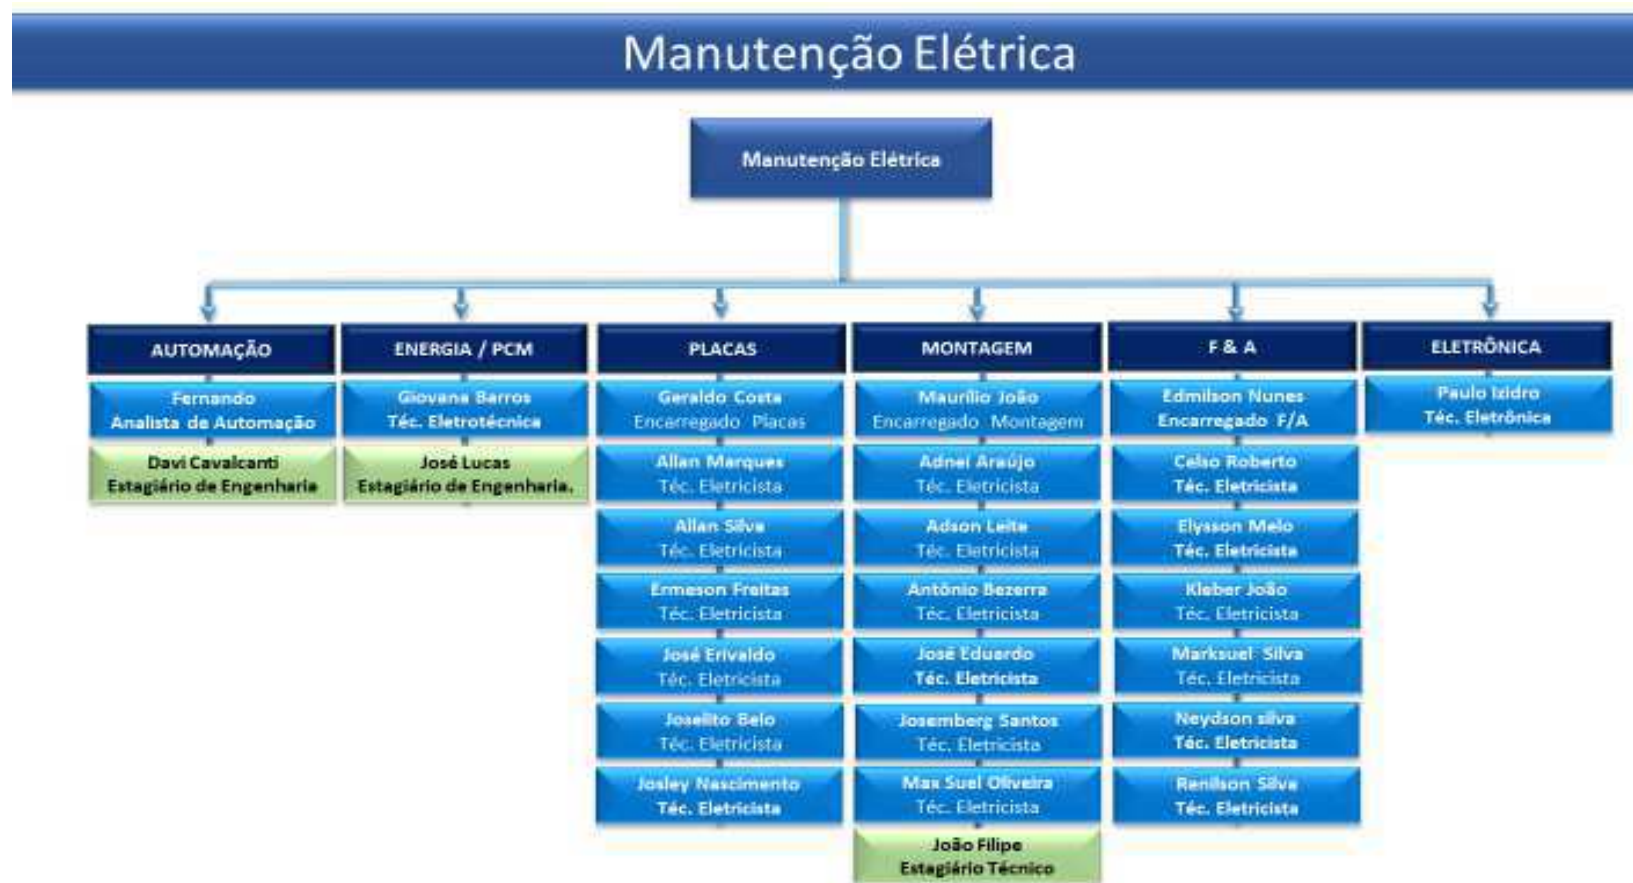 Manutenção Elétrica
Manutenção Elétrica
AUTOMAÇÃO
Fernando
Analista de Automação
Davi Cavalcanti
Estagiário de Engenharia
ENERGIA / PCM
Giovana Barros
Téc. Eletrotécnica
José Lucas
Estagiário de Engenharia.
PLACAS
Geraldo Costa
Encarregado Placas
Allan Marques
Téc. Eletricista
Allan Silva
Téc. Eletricista
Ermeson Freitas
Téc. Eletricista
José Erivaldo
Téc. Eletricista
Joselito Belo
Téc. Eletricista
Josley Nascimento
Téc. Eletricista
MONTAGEM
Maurílio João
Encarregado Montagem
Adnei Araújo
Téc. Eletricista
Adson Leite
Téc. Eletricista
Antônio Bezerra
Téc. Eletricista
José Eduardo
Téc. Eletricista
Josemberg Santos
Téc. Eletricista
Max Suel Oliveira
Téc. Eletricista
João Filipe
Estagiário Técnico
F & A
Edmilson Nunes
Encarregado F/A
Celso Roberto
Téc. Eletricista
Elysson Melo
Téc. Eletricista
Kleber João
Téc. Eletricista
Marksuel Silva
Téc. Eletricista
Neydson silva
Téc. Eletricista
Renilson Silva
Téc. Eletricista
ELETRÔNICA
Paulo Izidro
Téc. Eletrônica